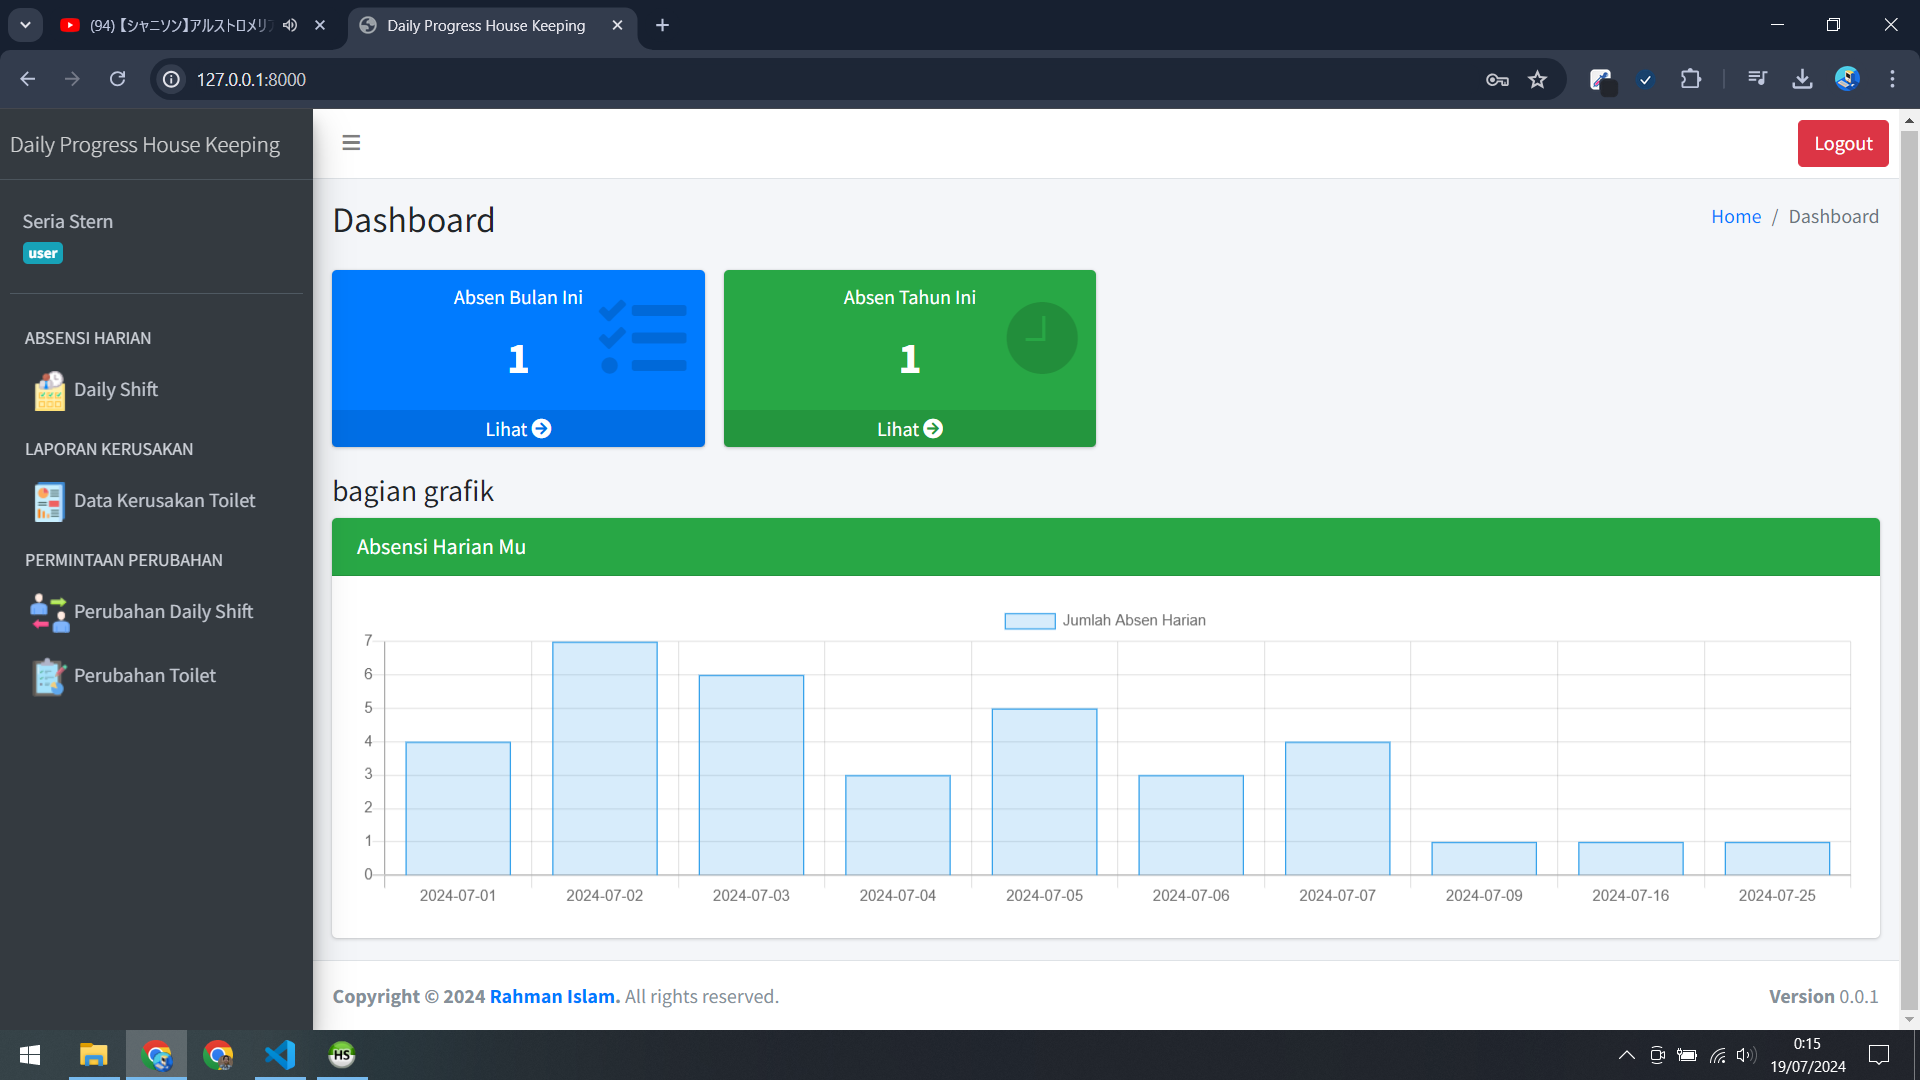 (94)【シャニソン】アルストロメリア
Daily Progress House Keeping
127.0.0.1:8000
Daily Progress House Keeping
Logout
Seria Stern
user
Dashboard
Home / Dashboard
ABSENSI HARIAN
Daily Shift
LAPORAN KERUSAKAN
Data Kerusakan Toilet
PERMINTAAN PERUBAHAN
Perubahan Daily Shift
Perubahan Toilet
Absen Bulan Ini
1
Lihat
Absen Tahun Ini
1
Lihat
bagian grafik
Absensi Harian Mu
Jumlah Absen Harian
7
6
5
4
3
2
1
0
2024-07-01 2024-07-02 2024-07-03 2024-07-04 2024-07-05 2024-07-06 2024-07-07 2024-07-09 2024-07-16 2024-07-25
Copyright © 2024 Rahman Islam. All rights reserved.
Version 0.0.1
HS
0:15
19/07/2024